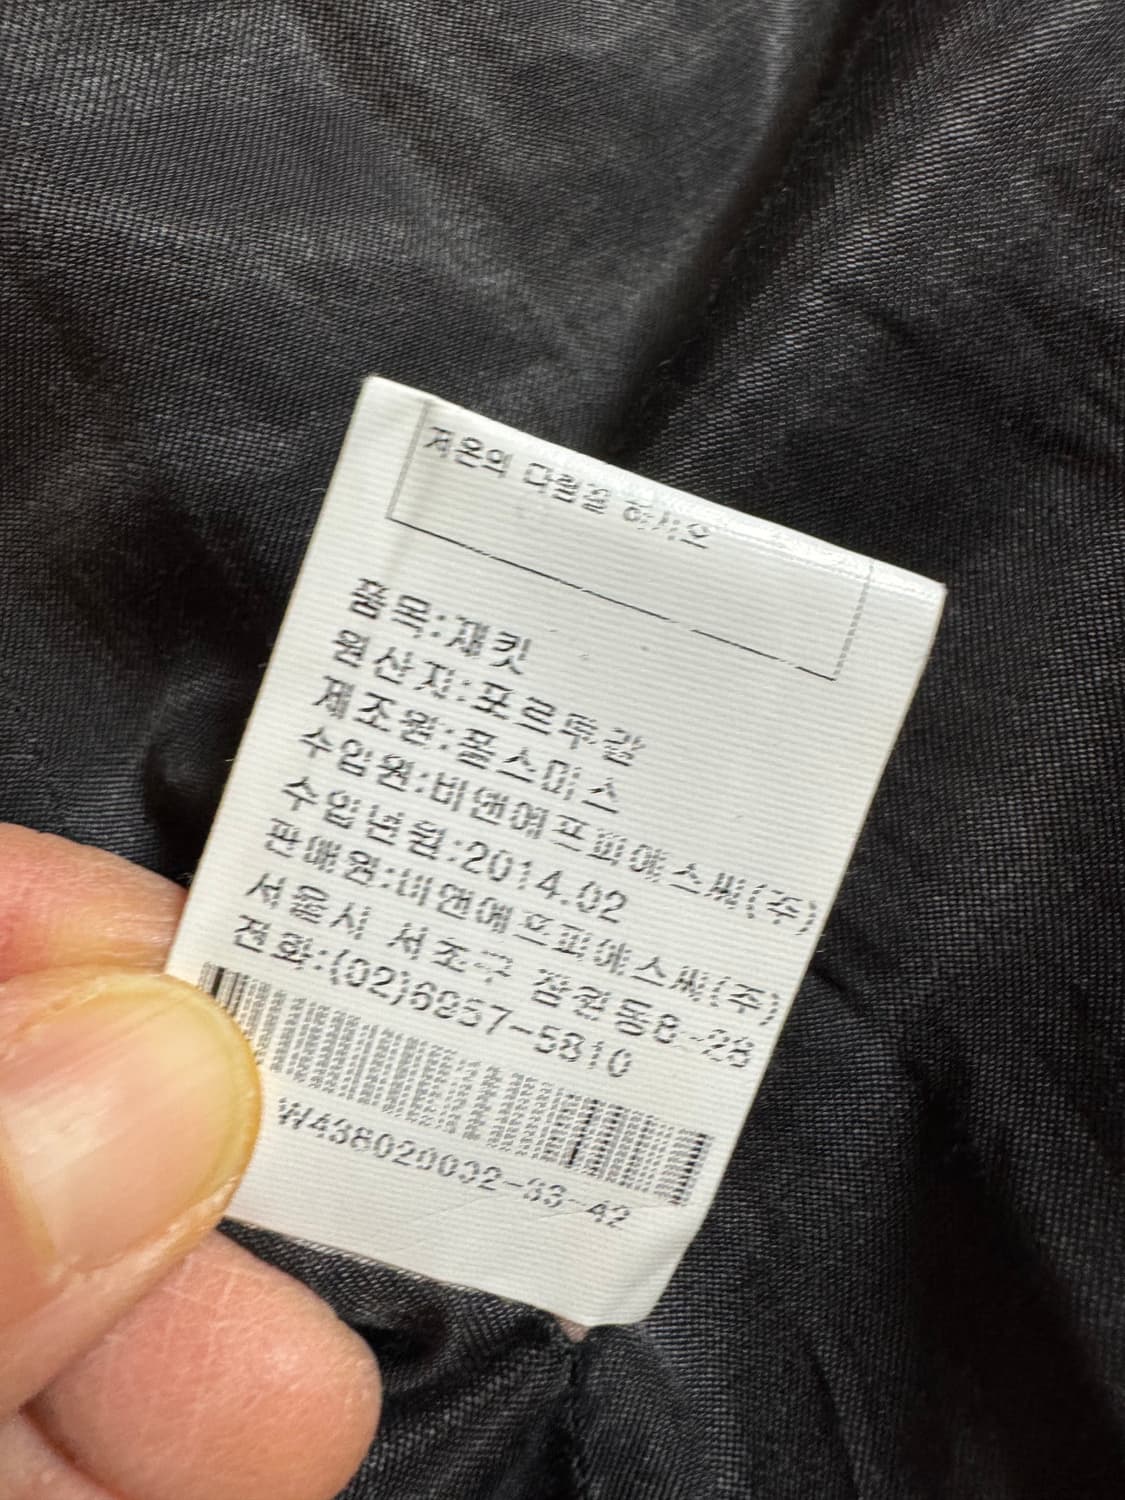 저온의 다림질 하시오
품목:재킷
원산지:포르투갈
제조원:폴스미스
수입원:비앤에프피에스씨(주)
수입년월:2014.02
판매원:비앤에프피에스씨(주)
서울시 서초구 잠원동8-28
전화:(02)6957-5810
W438020032-33-42